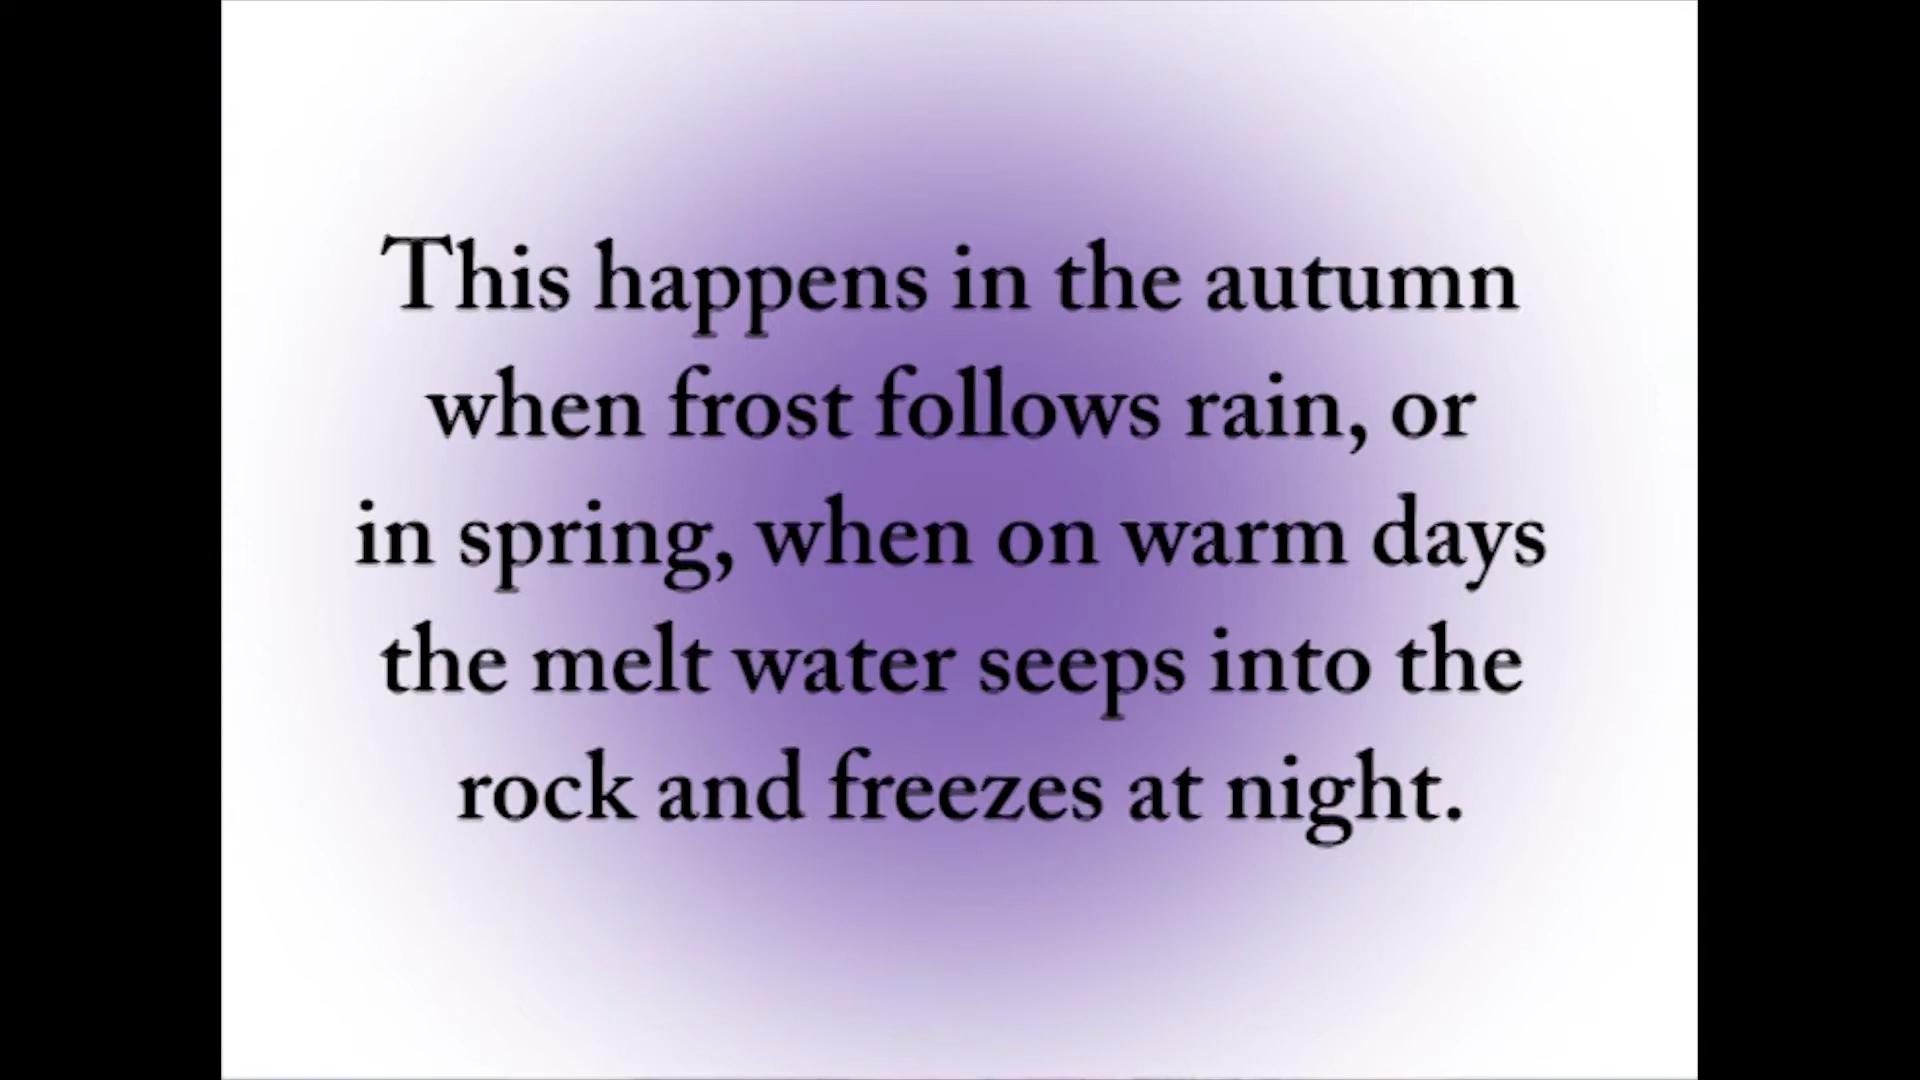 This happens in the autumn
when frost follows rain, or
in spring, when on warm days
the melt water seeps into the
rock and freezes at night.